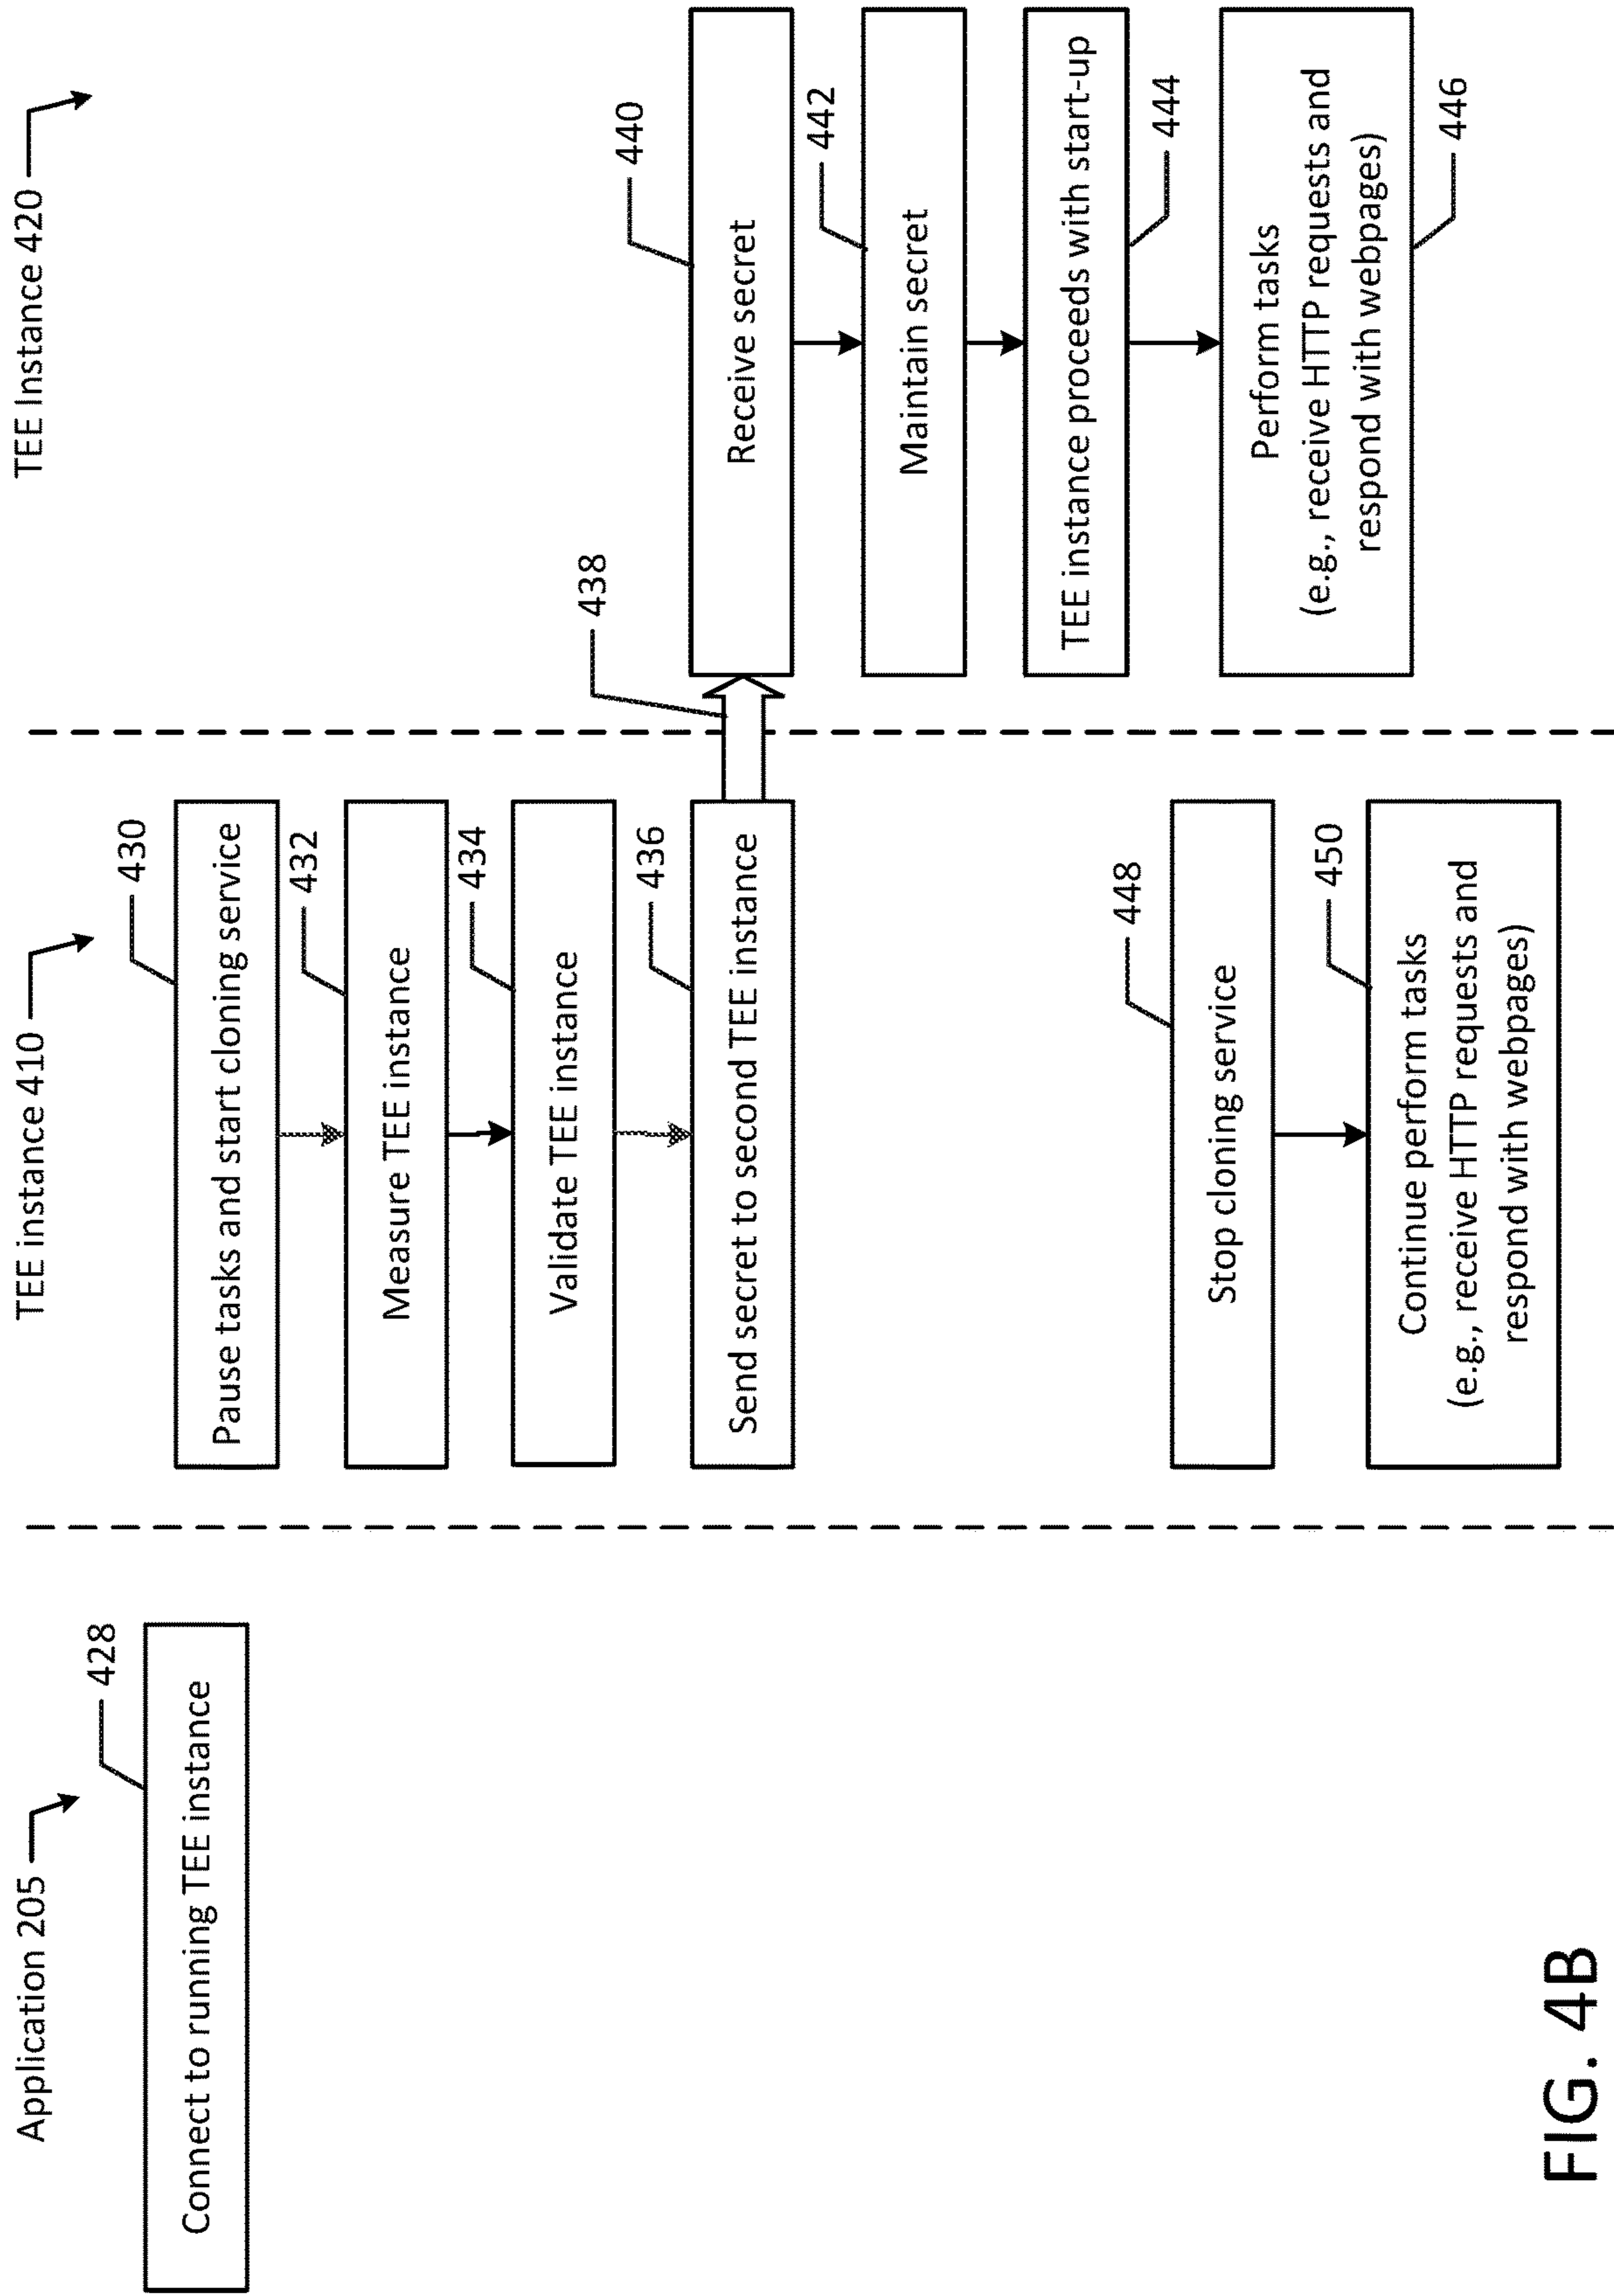 Application 205
428
Connect to running TEE instance
TEE instance 410
430
Pause tasks and start cloning service
432
Measure TEE instance
434
Validate TEE instance
436
Send secret to second TEE instance
438
448
Stop cloning service
450
Continue perform tasks
(e.g., receive HTTP requests and
respond with webpages)
TEE Instance 420
440
Receive secret
442
Maintain secret
TEE instance proceeds with start-up
444
Perform tasks
(e.g., receive HTTP requests and
respond with webpages)
446
FIG. 4B